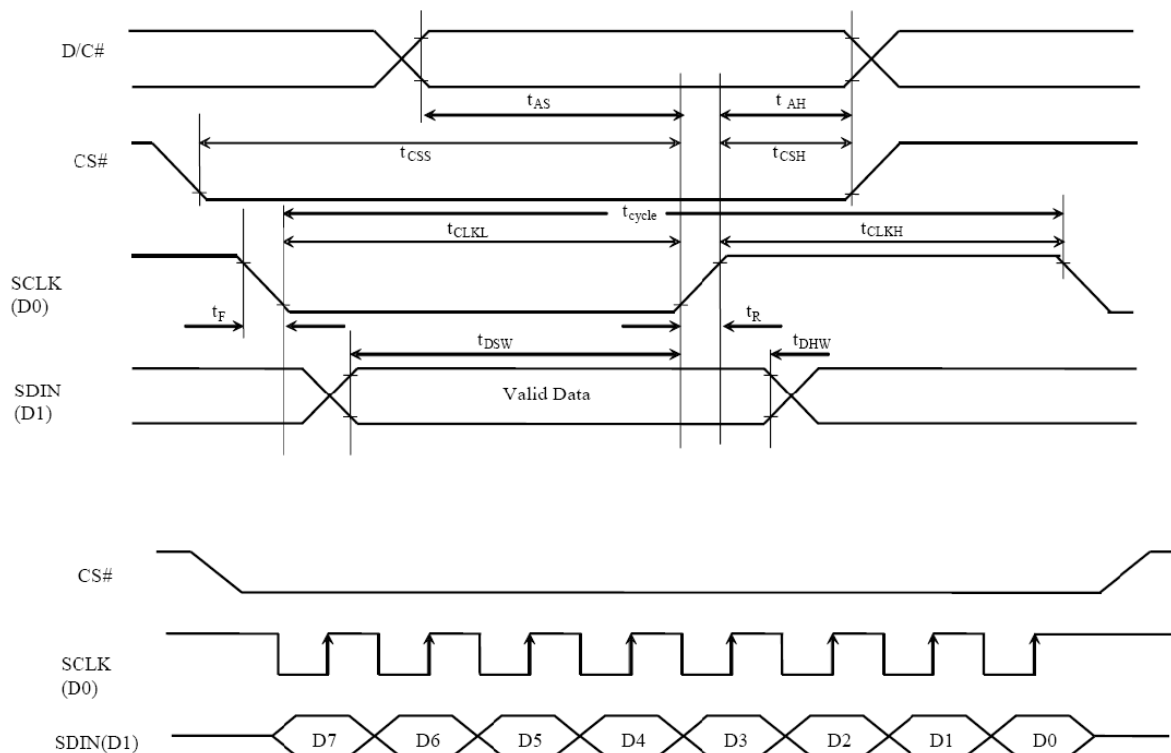 D/C#
tAS
t AH
CS#
tCSS
tCSH
tcycle
tCLKL
tCLKH
SCLK
(D0)
tF
tR
tDSW
tDHW
SDIN
(D1)
Valid Data
CS#
SCLK
(D0)
SDIN(D1)
D7 D6 D5 D4 D3 D2 D1 D0